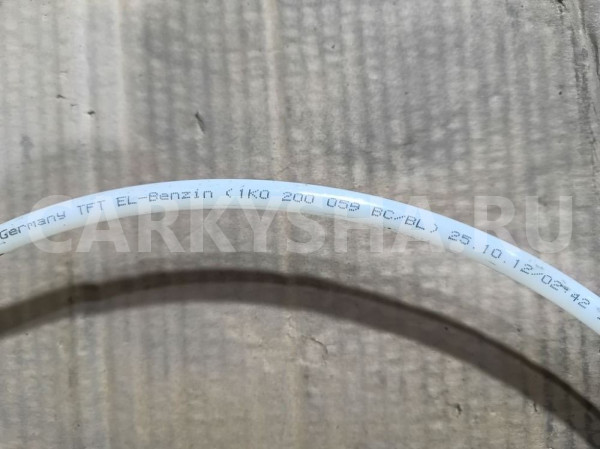 Germany TFT EL-Benzin <1K0 200 059 BC/BL> 25.10.12/02:42
CARKYSHA.RU